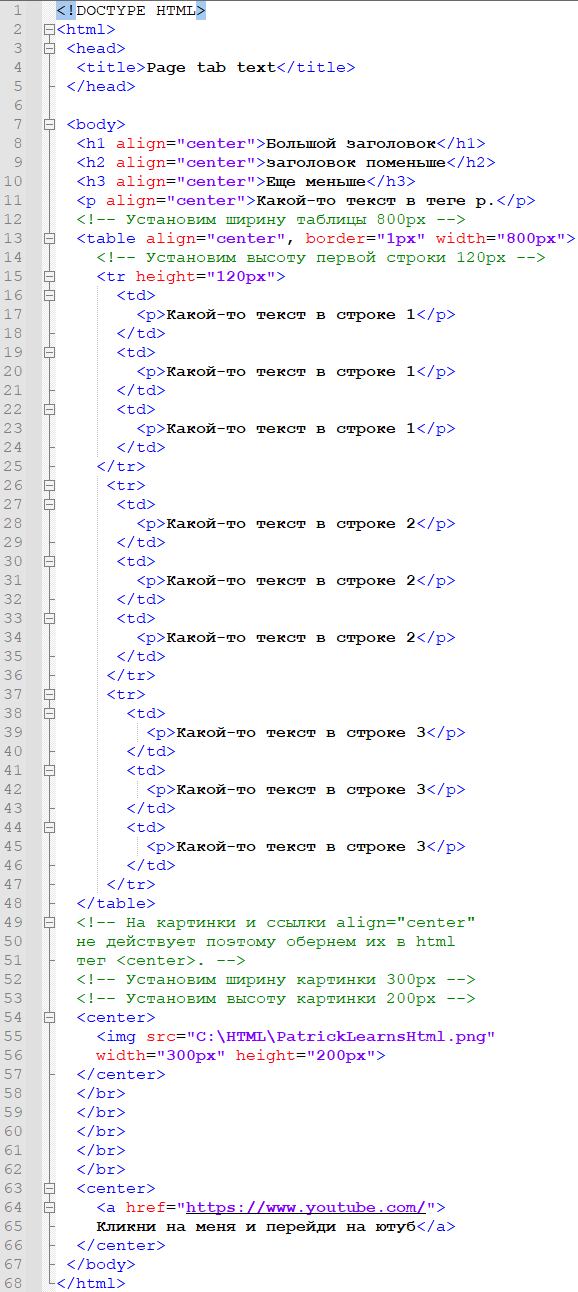 1 <!DOCTYPE HTML>
2 <html>
3 <head>
4 <title>Page tab text</title>
5 </head>
6
7 <body>
8 <h1 align="center">Большой заголовок</h1>
9 <h2 align="center">заголовок поменьше</h2>
10 <h3 align="center">Еще меньше</h3>
11 <p align="center">Какой-то текст в теге p.</p>
12 <!-- Установим ширину таблицы 800px -->
13 <table align="center", border="1px" width="800px">
14 <!-- Установим высоту первой строки 120px -->
15 <tr height="120px">
16 <td>
17 <p>Какой-то текст в строке 1</p>
18 </td>
19 <td>
20 <p>Какой-то текст в строке 1</p>
21 </td>
22 <td>
23 <p>Какой-то текст в строке 1</p>
24 </td>
25 </tr>
26 <tr>
27 <td>
28 <p>Какой-то текст в строке 2</p>
29 </td>
30 <td>
31 <p>Какой-то текст в строке 2</p>
32 </td>
33 <td>
34 <p>Какой-то текст в строке 2</p>
35 </td>
36 </tr>
37 <tr>
38 <td>
39 <p>Какой-то текст в строке 3</p>
40 </td>
41 <td>
42 <p>Какой-то текст в строке 3</p>
43 </td>
44 <td>
45 <p>Какой-то текст в строке 3</p>
46 </td>
47 </tr>
48 </table>
49 <!-- На картинки и ссылки align="center"
50 не действует поэтому обернем их в html
51 тег <center>. -->
52 <!-- Установим ширину картинки 300px -->
53 <!-- Установим высоту картинки 200px -->
54 <center>
55 <img src="C:\HTML\PatrickLearnsHtml.png"
56 width="300px" height="200px">
57 </center>
58 </br>
59 </br>
60 </br>
61 </br>
62 </br>
63 <center>
64 <a href="https://www.youtube.com/">
65 Кликни на меня и перейди на ютуб</a>
66 </center>
67 </body>
68 </html>